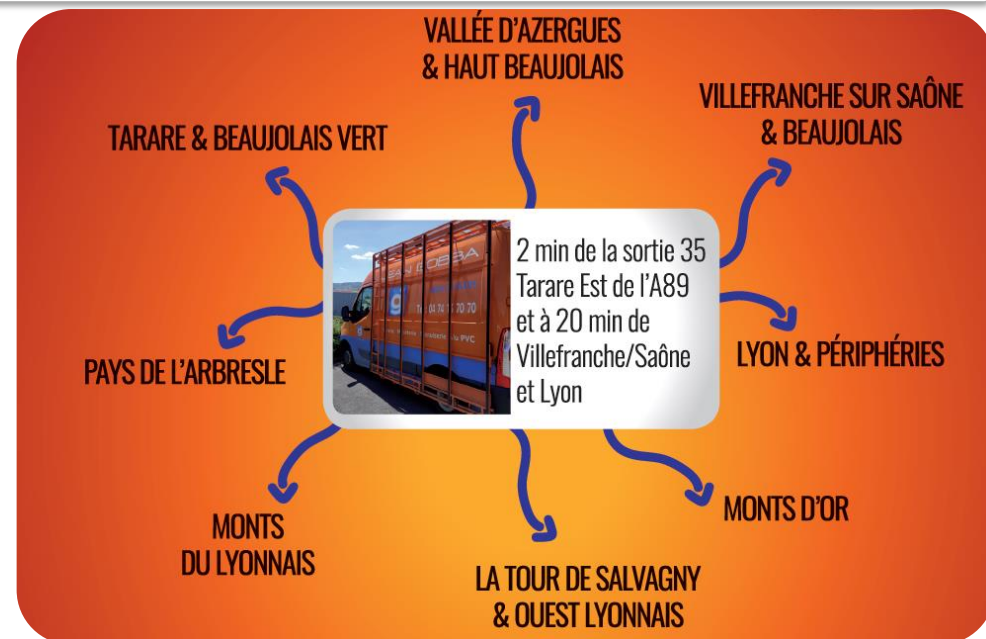 VALLÉE D'AZERGUES
& HAUT BEAUJOLAIS
VILLEFRANCHE SUR SAÔNE
& BEAUJOLAIS
TARARE & BEAUJOLAIS VERT
2 min de la sortie 35
Tarare Est de l'A89
et à 20 min de
Villefranche/Saône
et Lyon
PAYS DE L'ARBRESLE
LYON & PÉRIPHÉRIES
MONTS
DU LYONNAIS
MONTS D'OR
LA TOUR DE SALVAGNY
& OUEST LYONNAIS
PVC